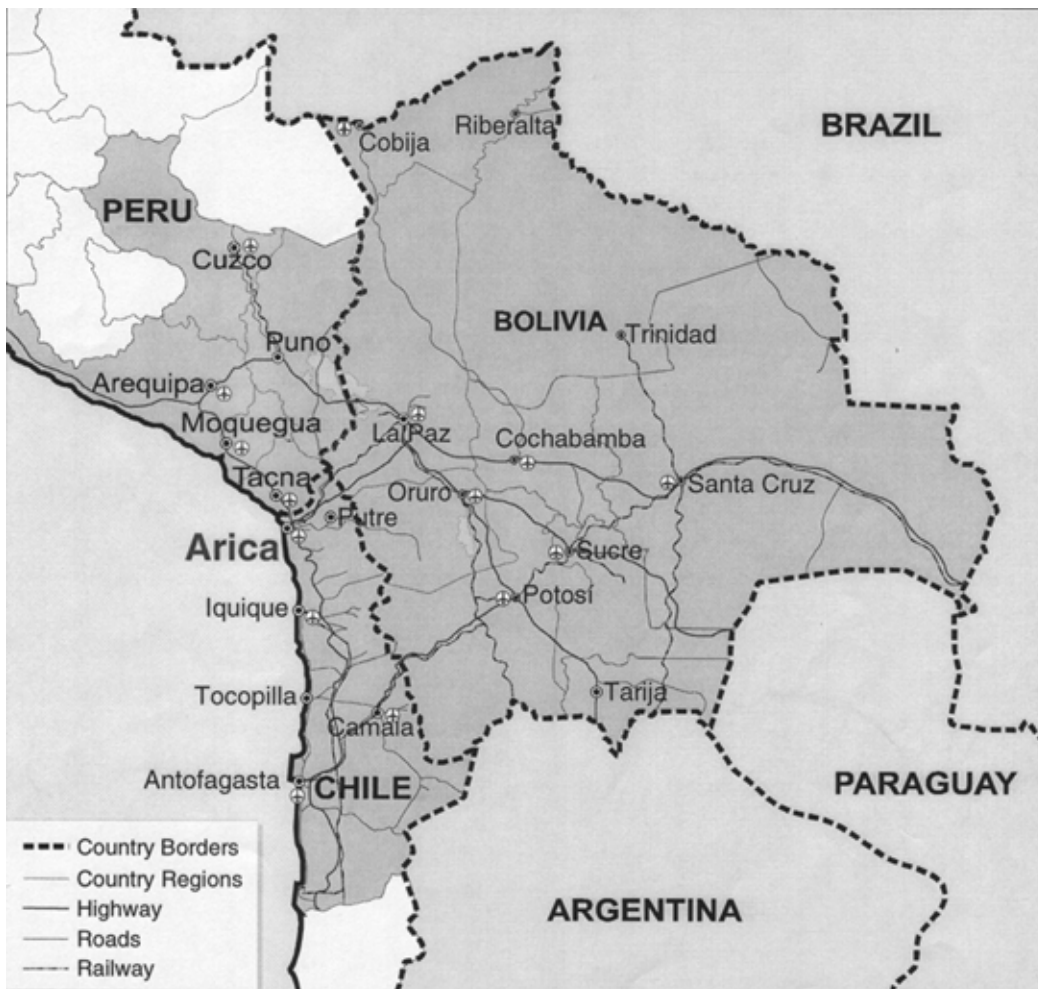 Riberalta
BRAZIL
Cobija
PERU
Cuzco
BOLIVIA
Trinidad
Puno
Arequipa
Moquegua
La Paz
Cochabamba
Tacna
Oruro
Santa Cruz
Putre
Arica
Sucre
Iquique
Potosí
Tocopilla
Tarija
Camala
Antofagasta
CHILE
PARAGUAY
ARGENTINA
Country Borders
Country Regions
Highway
Roads
Railway